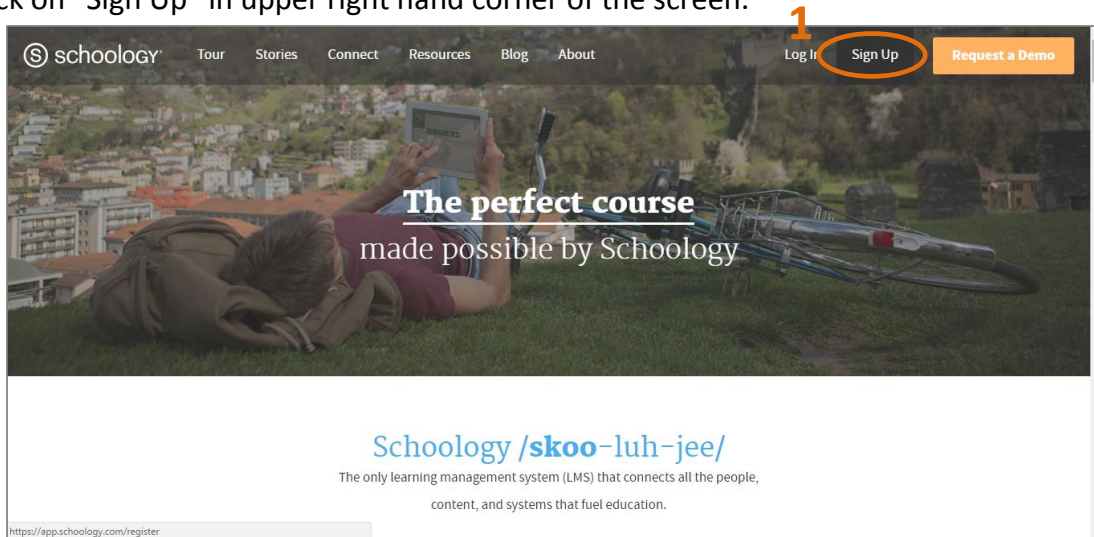 ck on "Sign Up" in upper right hand corner of the screen.
1
schoology Tour Stories Connect Resources Blog About Log In Sign Up Request a Demo
The perfect course
made possible by Schoology
Schoology /skoo-luh-jee/
The only learning management system (LMS) that connects all the people,
content, and systems that fuel education.
https://app.schoology.com/register